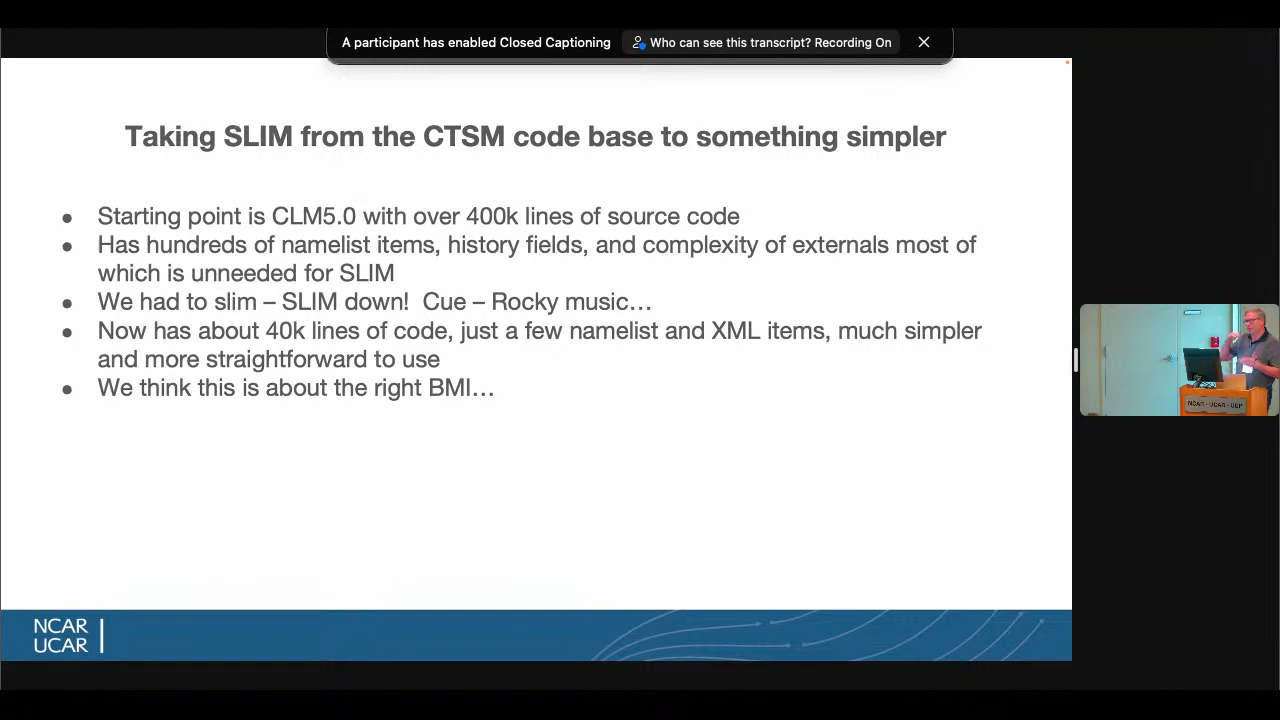 A participant has enabled Closed Captioning Who can see this transcript? Recording On
Taking SLIM from the CTSM code base to something simpler
● Starting point is CLM5.0 with over 400k lines of source code
● Has hundreds of namelist items, history fields, and complexity of externals most of
which is unneeded for SLIM
● We had to slim – SLIM down!  Cue – Rocky music…
● Now has about 40k lines of code, just a few namelist and XML items, much simpler
and more straightforward to use
● We think this is about the right BMI…
NCAR · UCAR · UCP
NCAR
UCAR